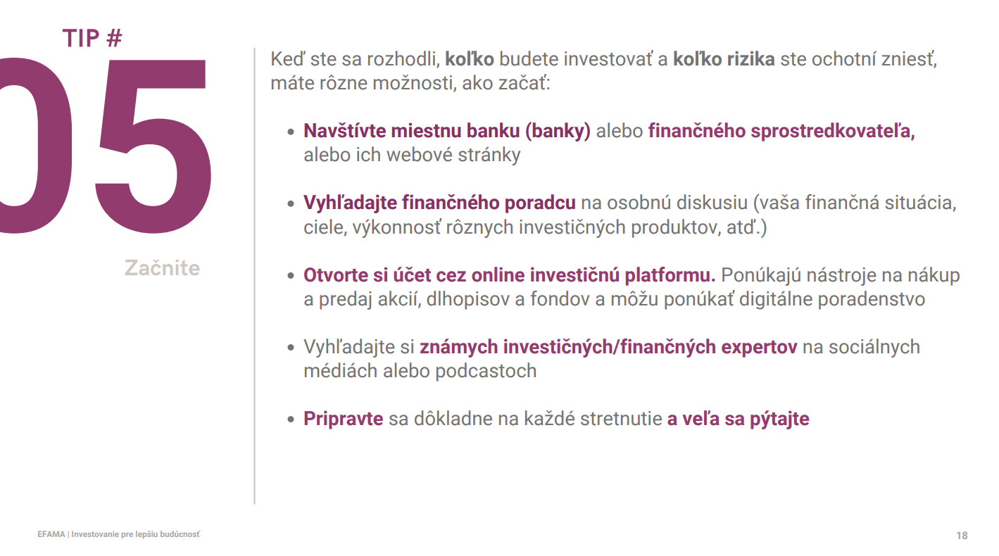 TIP #
05
Začnite
Keď ste sa rozhodli, koľko budete investovať a koľko rizika ste ochotní zniesť,
máte rôzne možnosti, ako začať:
• Navštívte miestnu banku (banky) alebo finančného sprostredkovateľa,
alebo ich webové stránky
• Vyhľadajte finančného poradcu na osobnú diskusiu (vaša finančná situácia,
ciele, výkonnosť rôznych investičných produktov, atď.)
• Otvorte si účet cez online investičnú platformu. Ponúkajú nástroje na nákup
a predaj akcií, dlhopisov a fondov a môžu ponúkať digitálne poradenstvo
• Vyhľadajte si známych investičných/finančných expertov na sociálnych
médiách alebo podcastoch
• Pripravte sa dôkladne na každé stretnutie a veľa sa pýtajte
EFAMA | Investovanie pre lepšiu budúcnosť
18